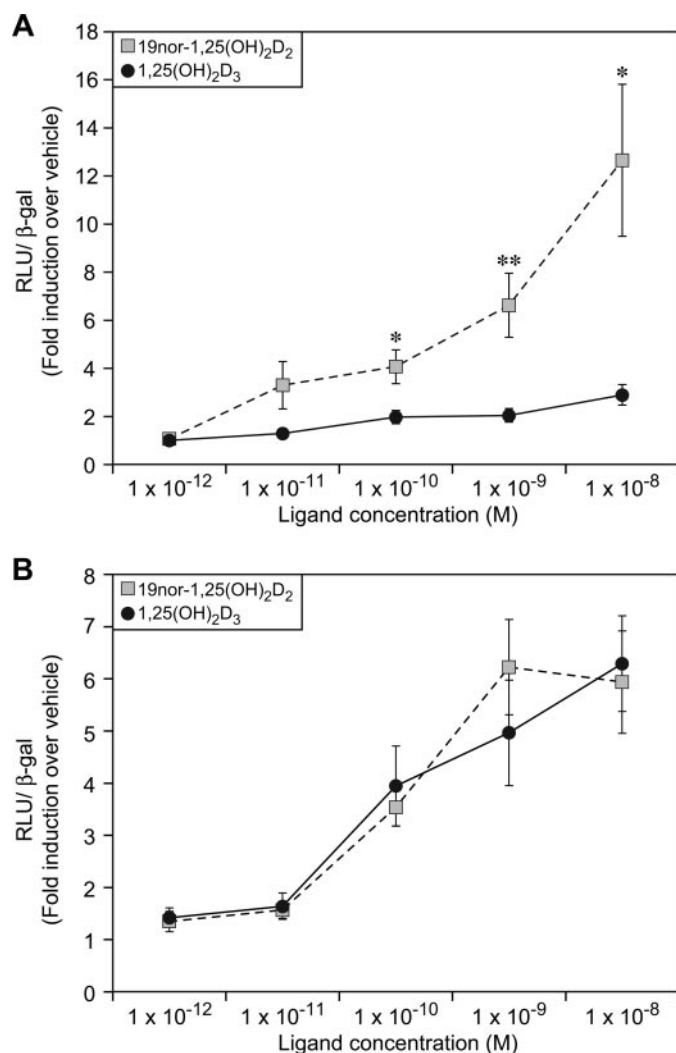 A
18
16
14
12
10
8
6
4
2
0
RLU/ β-gal
(Fold induction over vehicle)
19nor-1,25(OH)₂D₂
1,25(OH)₂D₃
*
**
*
1 x 10⁻¹²
1 x 10⁻¹¹
1 x 10⁻¹⁰
1 x 10⁻⁹
1 x 10⁻⁸
Ligand concentration (M)
B
8
7
6
5
4
3
2
1
0
RLU/ β-gal
(Fold induction over vehicle)
19nor-1,25(OH)₂D₂
1,25(OH)₂D₃
1 x 10⁻¹²
1 x 10⁻¹¹
1 x 10⁻¹⁰
1 x 10⁻⁹
1 x 10⁻⁸
Ligand concentration (M)